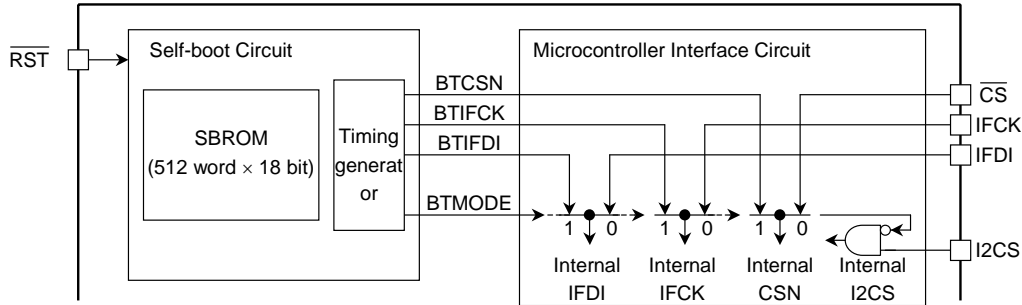 Self-boot Circuit
Microcontroller Interface Circuit
RST
BTCSN
CS
BTIFCK
IFCK
SBROM
(512 word × 18 bit)
Timing
generat
or
BTIFDI
IFDI
BTMODE
1 0 1 0 1 0
I2CS
Internal Internal Internal Internal
IFDI IFCK CSN I2CS